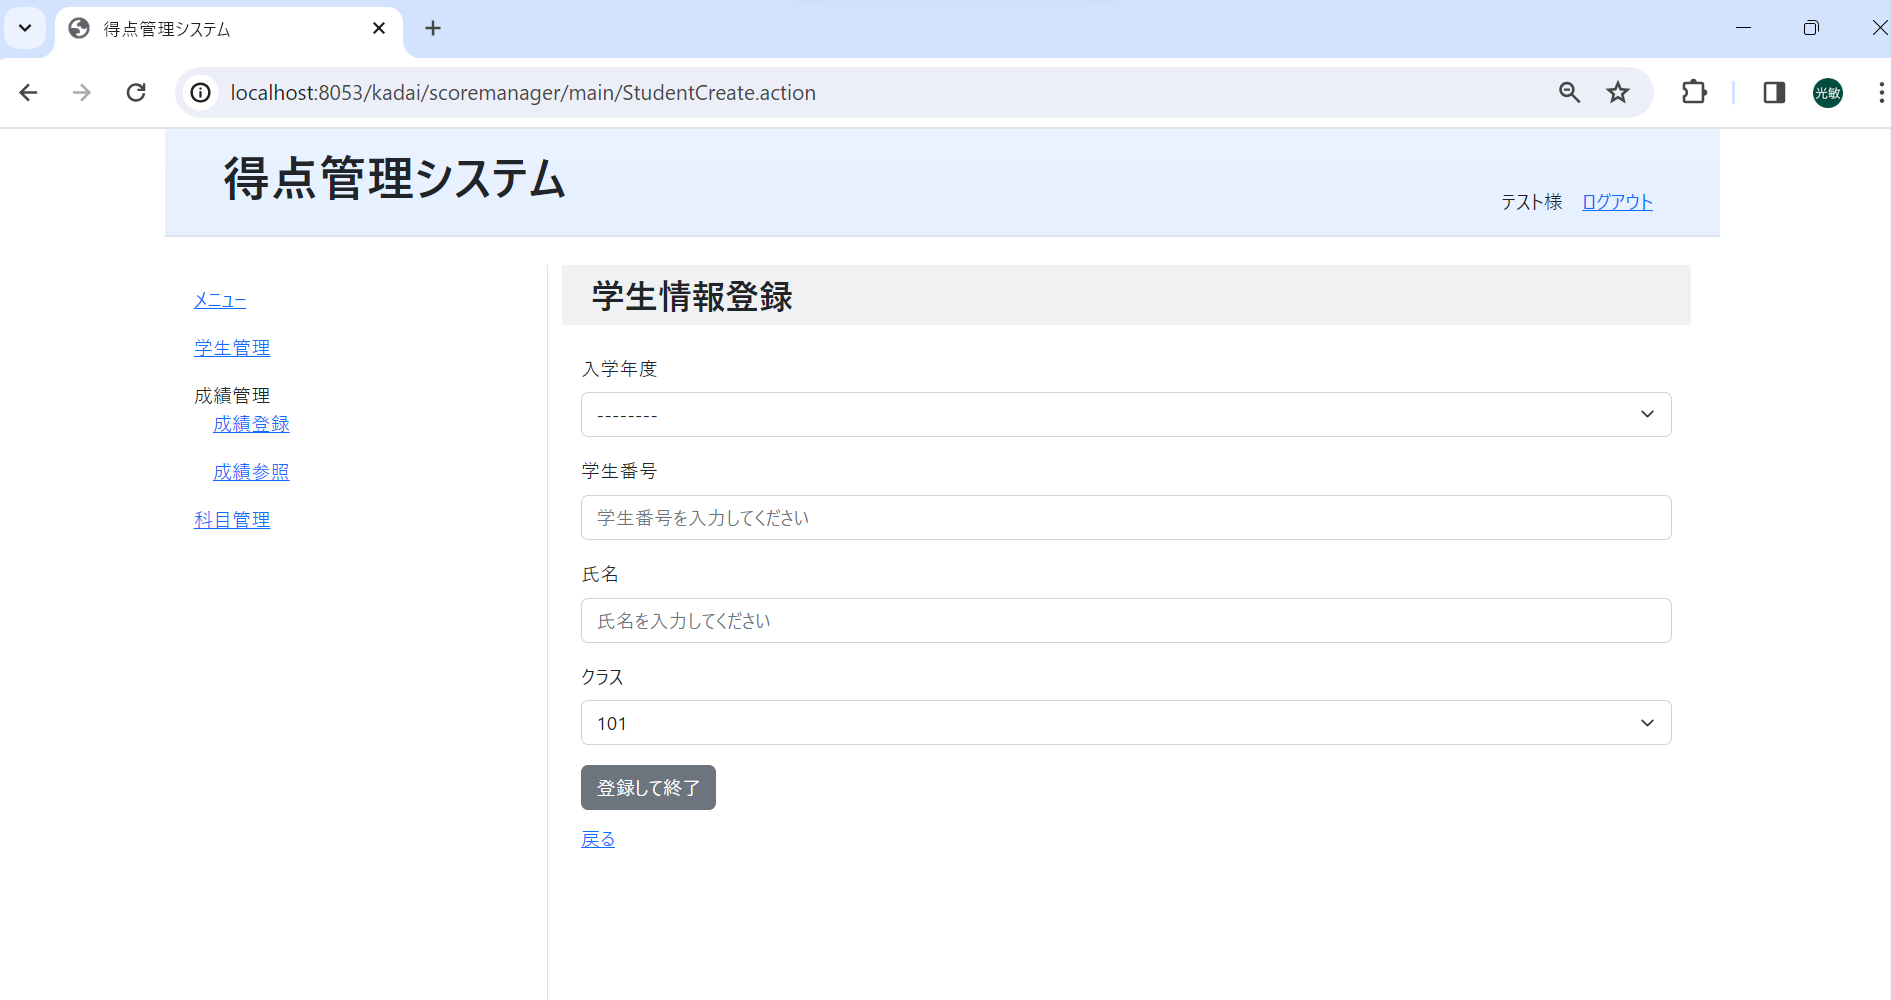 得点管理システム
localhost:8053/kadai/scoremanager/main/StudentCreate.action
光敏
得点管理システム
テスト様 ログアウト
メニュー
学生管理
成績管理
成績登録
成績参照
科目管理
学生情報登録
入学年度
--------
学生番号
学生番号を入力してください
氏名
氏名を入力してください
クラス
101
登録して終了
戻る